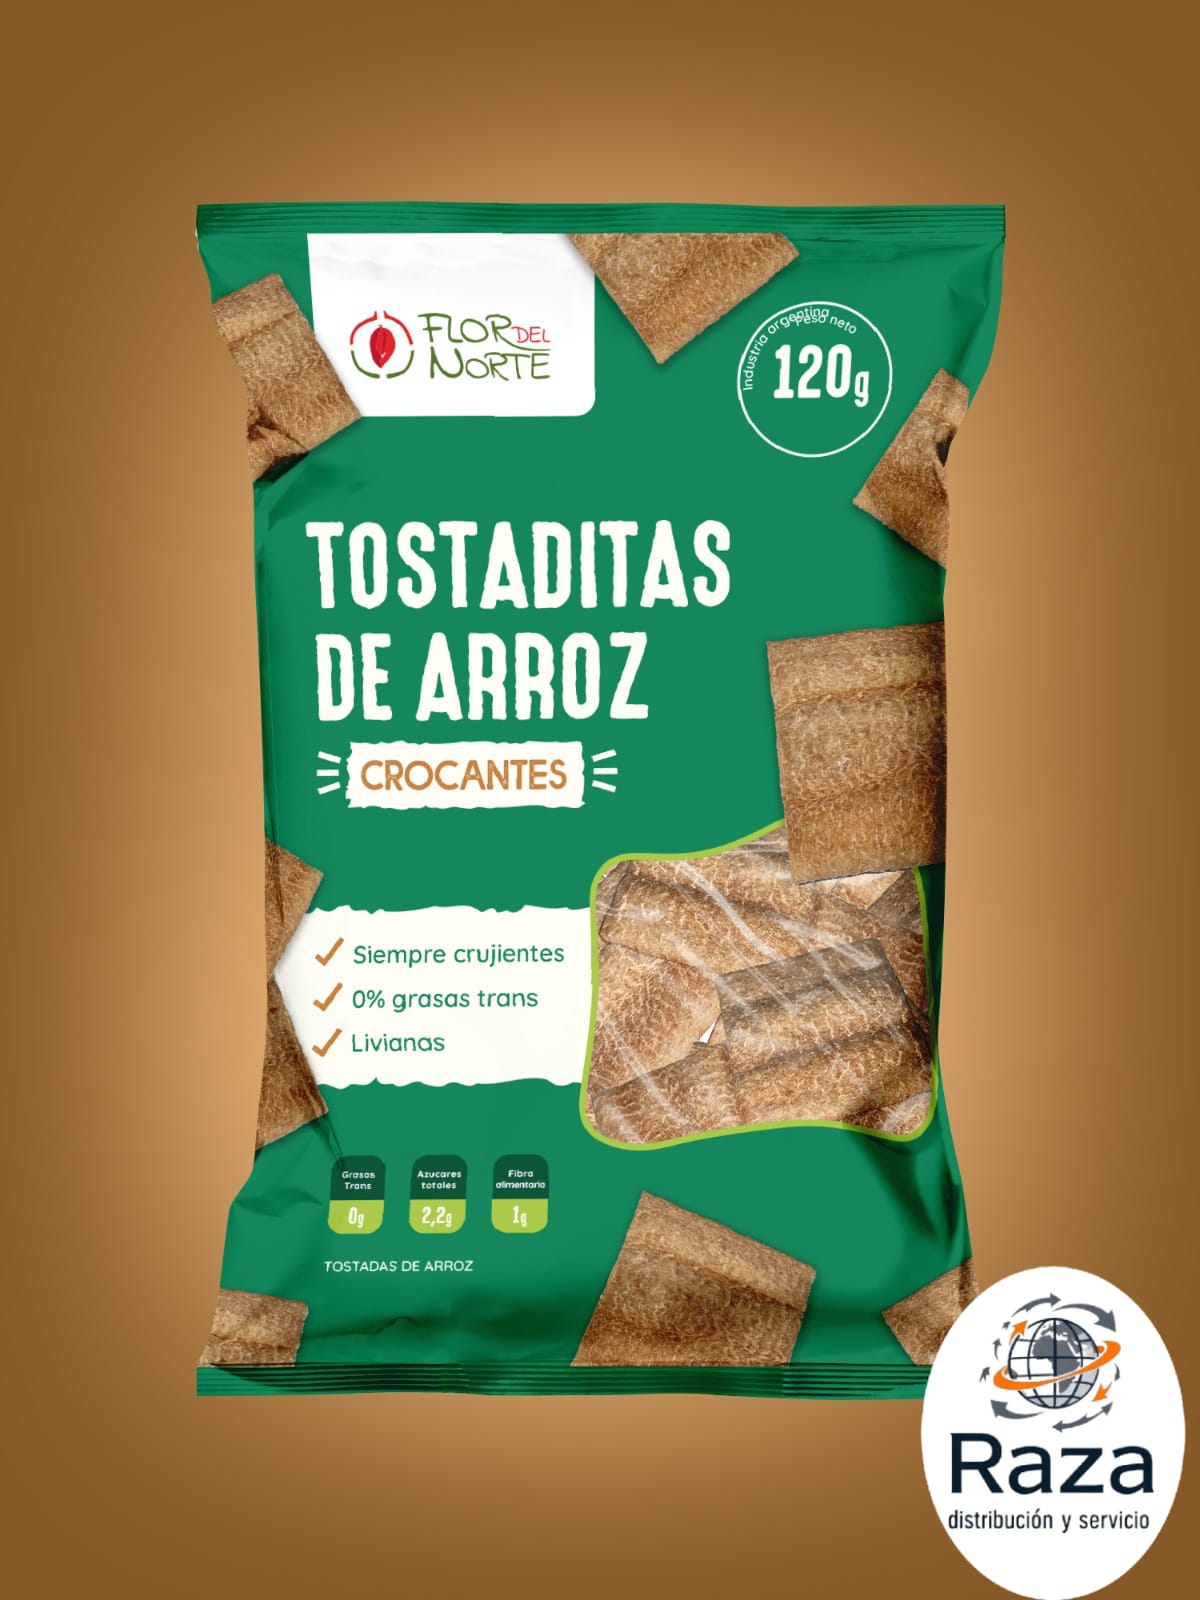 FLOR DEL
NORTE
Industria argentina
Peso neto
120g
TOSTADITAS
DE ARROZ
CROCANTES
Siempre crujientes
0% grasas trans
Livianas
Grasas
Trans
0g
Azucares
totales
2,2g
Fibra
alimentaria
1g
TOSTADAS DE ARROZ
Raza
distribución y servicio